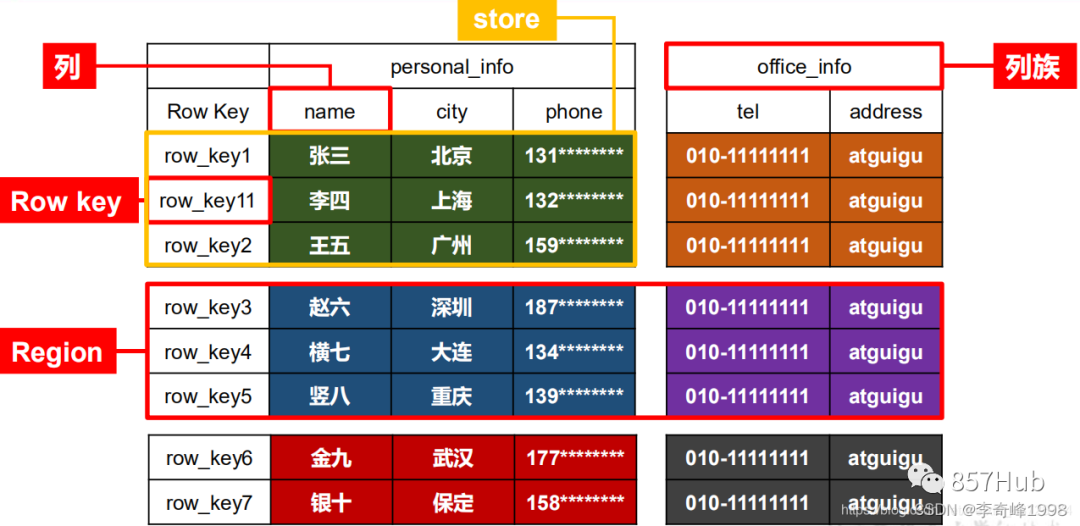 store
列
personal_info
office_info
列族
Row Key
name
city
phone
tel
address
row_key1
张三
北京
131********
010-11111111
atguigu
Row key
row_key11
李四
上海
132********
010-11111111
atguigu
row_key2
王五
广州
159********
010-11111111
atguigu
row_key3
赵六
深圳
187********
010-11111111
atguigu
Region
row_key4
横七
大连
134********
010-11111111
atguigu
row_key5
竖八
重庆
139********
010-11111111
atguigu
row_key6
金九
武汉
177********
010-11111111
atguigu
857Hub
row_key7
银十
保定
158********
010-11111111
atguigu
CSDN @李奇峰1998